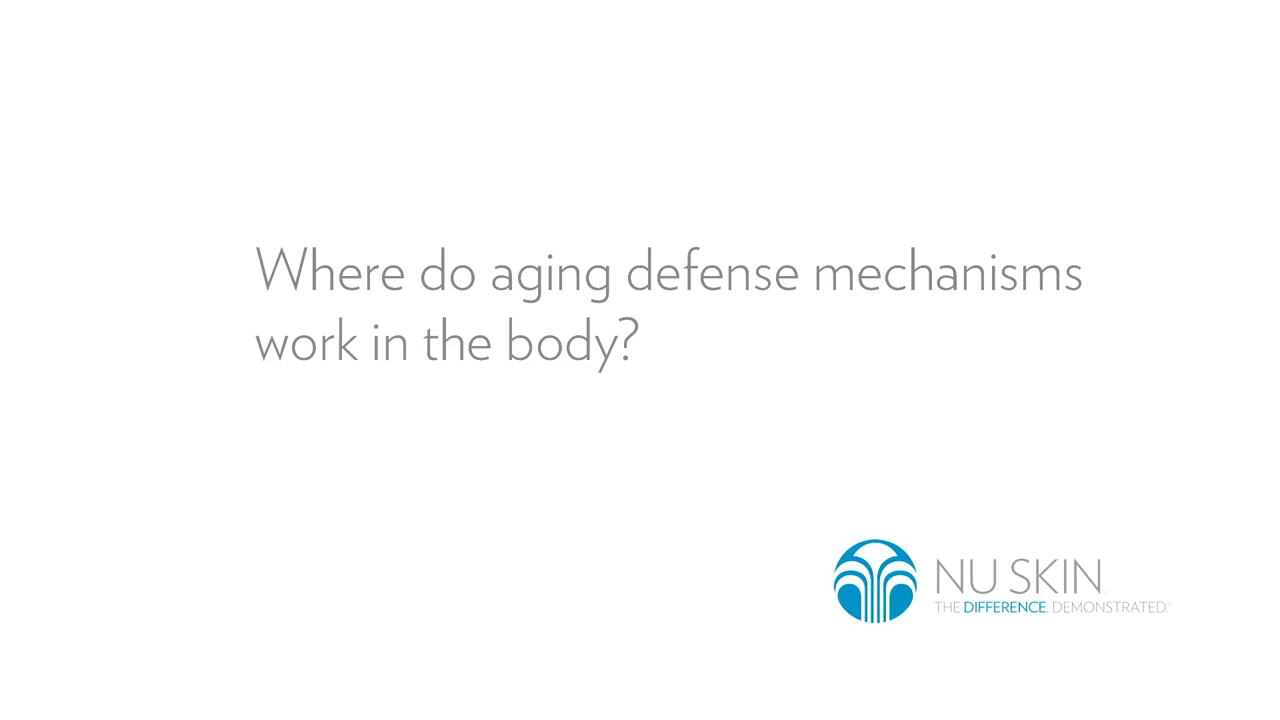 Where do aging defense mechanisms
work in the body?
NU SKIN®
THE DIFFERENCE. DEMONSTRATED.®